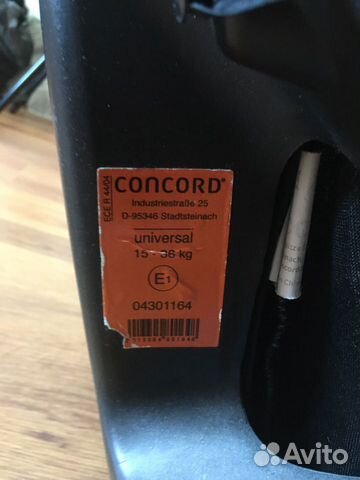 ECE R 44/04
CONCORD®
Industriestraße 25
D-95346 Stadtsteinach
universal
15 - 36 kg
E1
04301164
Avito